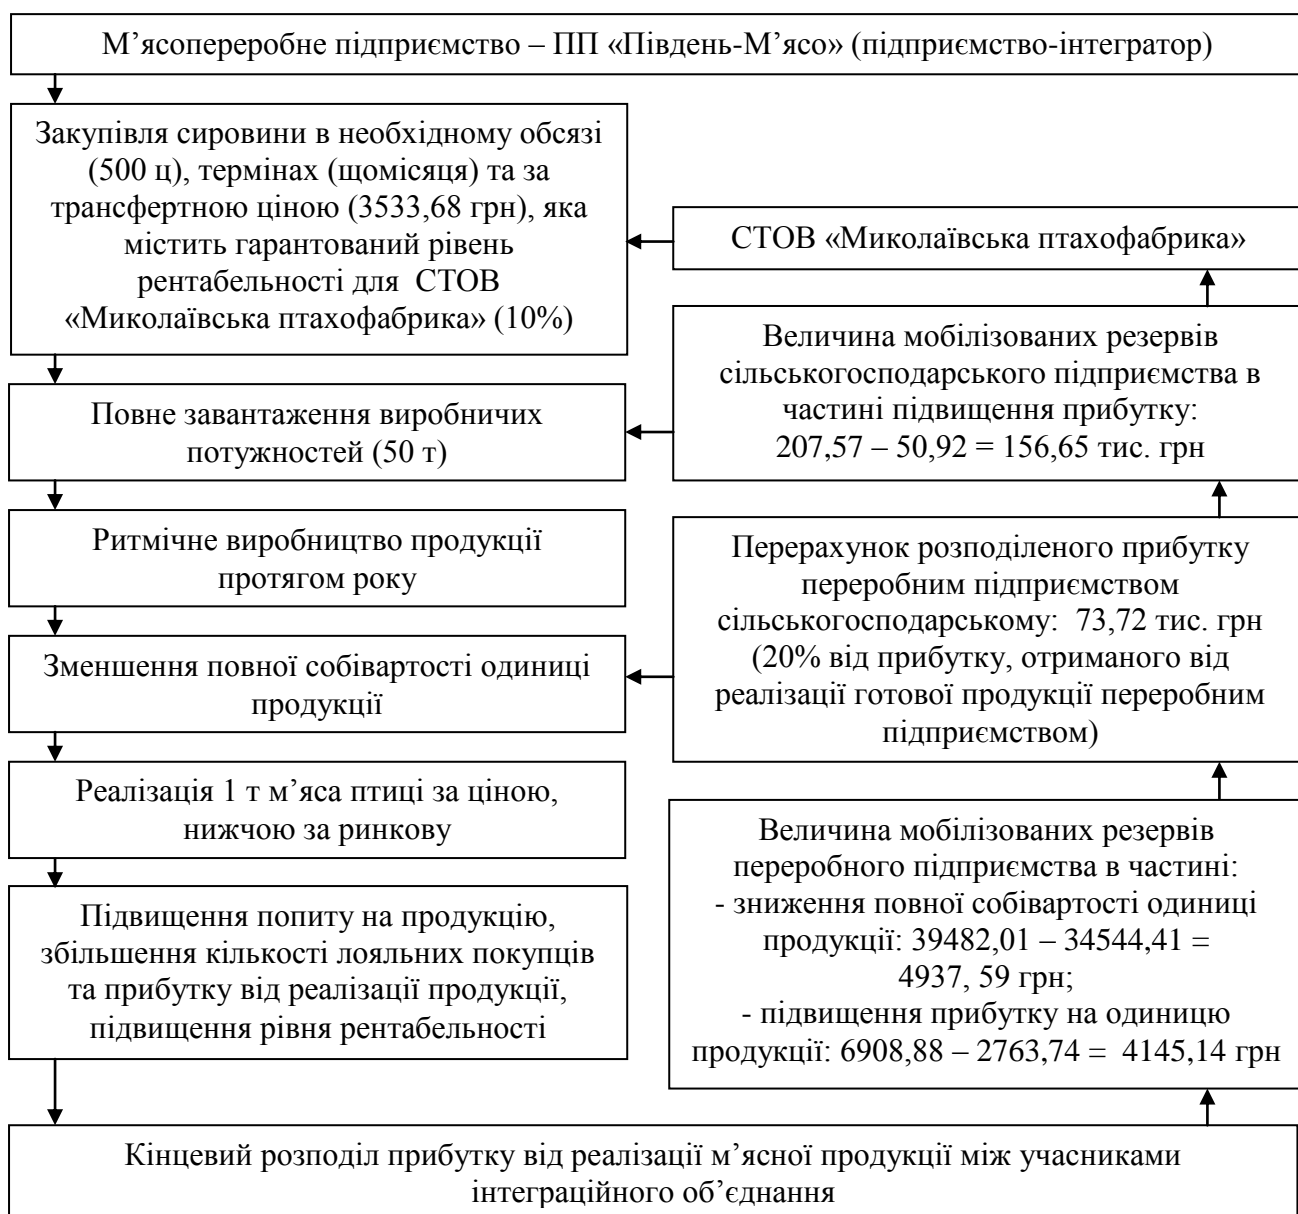 М’ясопереробне підприємство – ПП «Південь-М’ясо» (підприємство-інтегратор)
Закупівля сировини в необхідному обсязі
(500 ц), термінах (щомісяця) та за
трансфертною ціною (3533,68 грн), яка
містить гарантований рівень
рентабельності для СТОВ
«Миколаївська птахофабрика» (10%)
Повне завантаження виробничих
потужностей (50 т)
Ритмічне виробництво продукції
протягом року
Зменшення повної собівартості одиниці
продукції
Реалізація 1 т м’яса птиці за ціною,
нижчою за ринкову
Підвищення попиту на продукцію,
збільшення кількості лояльних покупців
та прибутку від реалізації продукції,
підвищення рівня рентабельності
СТОВ «Миколаївська птахофабрика»
Величина мобілізованих резервів
сільськогосподарського підприємства в
частині підвищення прибутку:
207,57 – 50,92 = 156,65 тис. грн
Перерахунок розподіленого прибутку
переробним підприємством
сільськогосподарському: 73,72 тис. грн
(20% від прибутку, отриманого від
реалізації готової продукції переробним
підприємством)
Величина мобілізованих резервів
переробного підприємства в частині:
- зниження повної собівартості одиниці
продукції: 39482,01 – 34544,41 =
4937, 59 грн;
- підвищення прибутку на одиницю
продукції: 6908,88 – 2763,74 = 4145,14 грн
Кінцевий розподіл прибутку від реалізації м’ясної продукції між учасниками
інтеграційного об’єднання